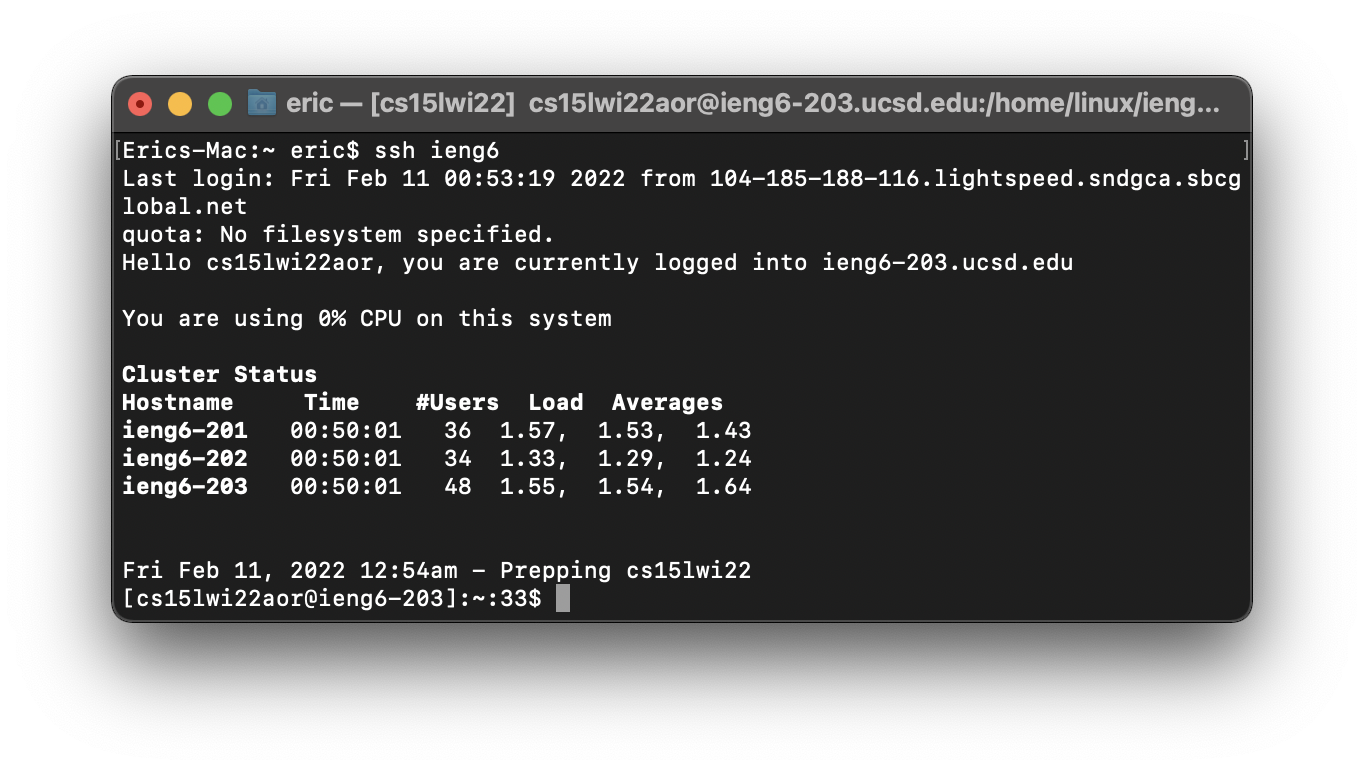 eric — [cs15lwi22]  cs15lwi22aor@ieng6-203.ucsd.edu:/home/linux/ieng...
[Erics-Mac:~ eric$ ssh ieng6 ]
Last login: Fri Feb 11 00:53:19 2022 from 104-185-188-116.lightspeed.sndgca.sbcg
lobal.net
quota: No filesystem specified.
Hello cs15lwi22aor, you are currently logged into ieng6-203.ucsd.edu
You are using 0% CPU on this system
Cluster Status
Hostname     Time    #Users  Load  Averages
ieng6-201   00:50:01   36  1.57,  1.53,  1.43
ieng6-202   00:50:01   34  1.33,  1.29,  1.24
ieng6-203   00:50:01   48  1.55,  1.54,  1.64
Fri Feb 11, 2022 12:54am - Prepping cs15lwi22
[cs15lwi22aor@ieng6-203]:~:33$